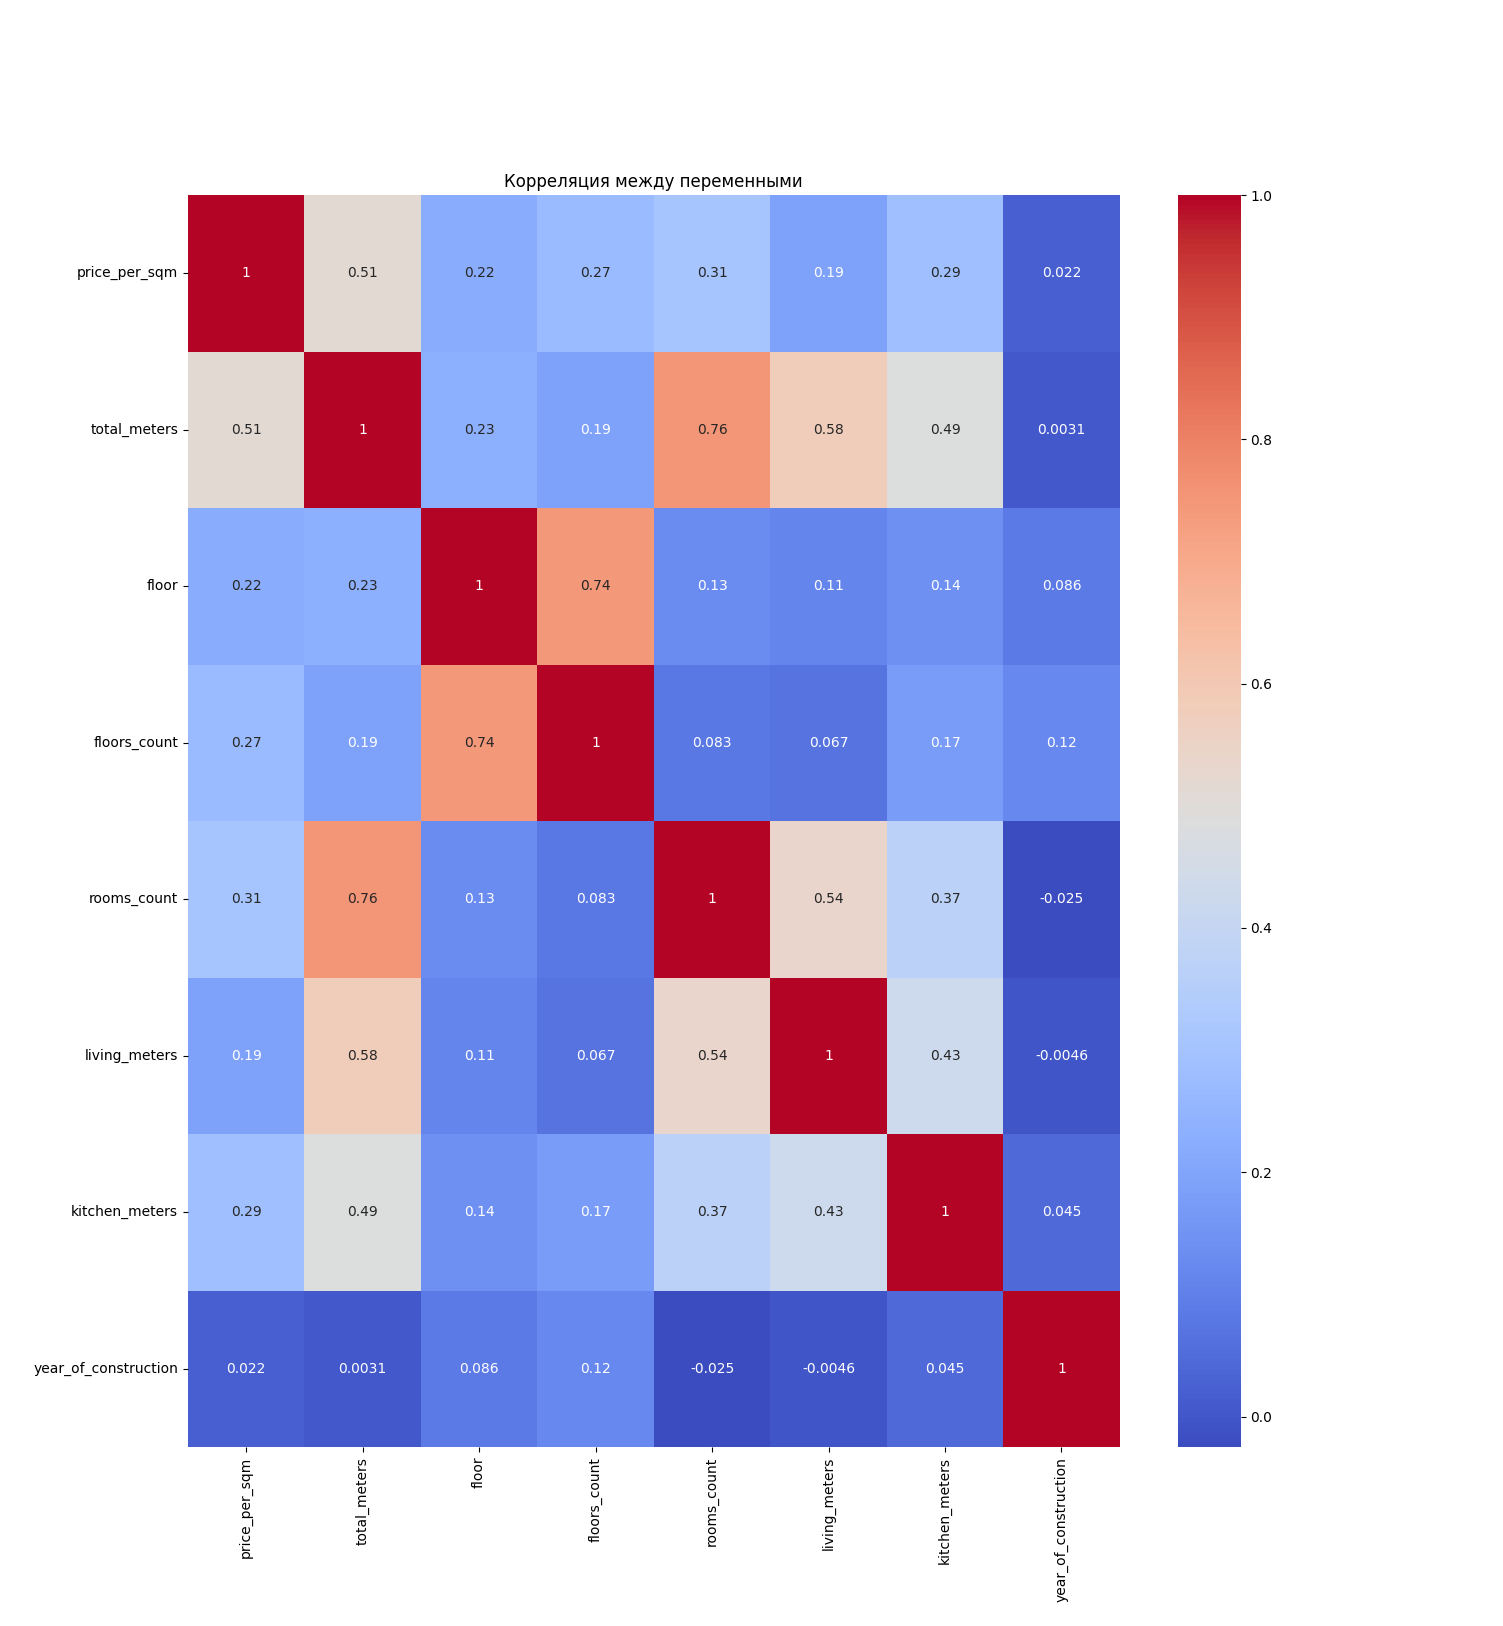 Корреляция между переменными
price_per_sqm 1 0.51 0.22 0.27 0.31 0.19 0.29 0.022
total_meters 0.51 1 0.23 0.19 0.76 0.58 0.49 0.0031
floor 0.22 0.23 1 0.74 0.13 0.11 0.14 0.086
floors_count 0.27 0.19 0.74 1 0.083 0.067 0.17 0.12
rooms_count 0.31 0.76 0.13 0.083 1 0.54 0.37 -0.025
living_meters 0.19 0.58 0.11 0.067 0.54 1 0.43 -0.0046
kitchen_meters 0.29 0.49 0.14 0.17 0.37 0.43 1 0.045
year_of_construction 0.022 0.0031 0.086 0.12 -0.025 -0.0046 0.045 1
price_per_sqm
total_meters
floor
floors_count
rooms_count
living_meters
kitchen_meters
year_of_construction
1.0
0.8
0.6
0.4
0.2
0.0